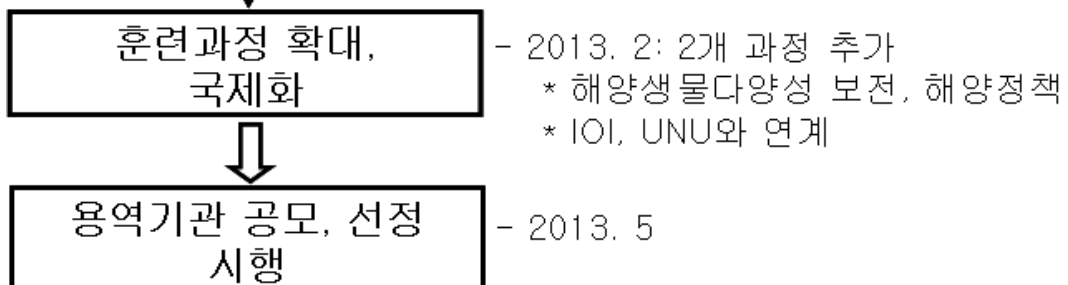 훈련과정 확대,
국제화
- 2013. 2: 2개 과정 추가
* 해양생물다양성 보전, 해양정책
* IOI, UNU와 연계
용역기관 공모, 선정
시행
- 2013. 5